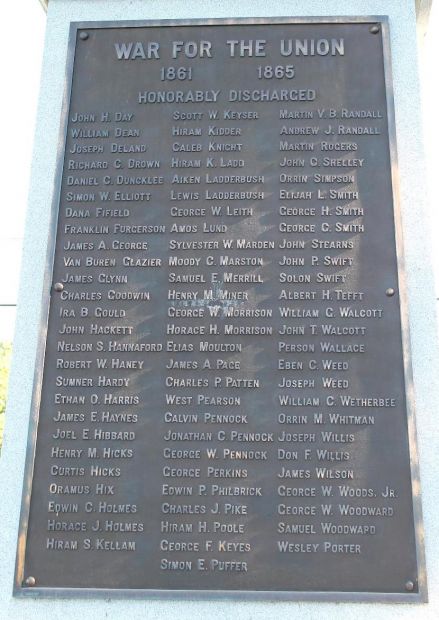 WAR FOR THE UNION
1861 1865
HONORABLY DISCHARGED
JOHN H. DAY SCOTT W. KEYSER MARTIN V. B. RANDALL
WILLIAM DEAN HIRAM KIDDER ANDREW J. RANDALL
JOSEPH DELAND CALEB KNIGHT MARTIN ROGERS
RICHARD C. DROWN HIRAM K. LADD JOHN C. SHELLEY
DANIEL C. DUNCKLEE AIKEN LADDERBUSH ORRIN SIMPSON
SIMON W. ELLIOTT LEWIS LADDERBUSH ELIJAH L. SMITH
DANA FIFIELD GEORGE W. LEITH GEORGE H. SMITH
FRANKLIN FURGERSON AMOS LUND GEORGE C. SMITH
JAMES A. GEORGE SYLVESTER W. MARDEN JOHN STEARNS
VAN BUREN GLAZIER MOODY C. MARSTON JOHN P. SWIFT
JAMES GLYNN SAMUEL E. MERRILL SOLON SWIFT
CHARLES GOODWIN HENRY M. MINER ALBERT H. TEFFT
IRA B. GOULD GEORGE W. MORRISON WILLIAM G. WALCOTT
JOHN HACKETT HORACE H. MORRISON JOHN T. WALCOTT
NELSON S. HANNAFORD ELIAS MOULTON PERSON WALLACE
ROBERT W. HANEY JAMES A. PAGE EBEN C. WEED
SUMNER HARDY CHARLES P. PATTEN JOSEPH WEED
ETHAN O. HARRIS WEST PEARSON WILLIAM C. WETHERBEE
JAMES E. HAYNES CALVIN PENNOCK ORRIN M. WHITMAN
JOEL E. HIBBARD JONATHAN C. PENNOCK JOSEPH WILLIS
HENRY M. HICKS GEORGE W. PENNOCK DON F. WILLIS
CURTIS HICKS GEORGE PERKINS JAMES WILSON
ORAMUS HIX EDWIN P. PHILBRICK GEORGE W. WOODS, JR.
EDWIN C. HOLMES CHARLES J. PIKE GEORGE W. WOODWARD
HORACE J. HOLMES HIRAM H. POOLE SAMUEL WOODWARD
HIRAM S. KELLAM GEORGE F. KEYES WESLEY PORTER
SIMON E. PUFFER